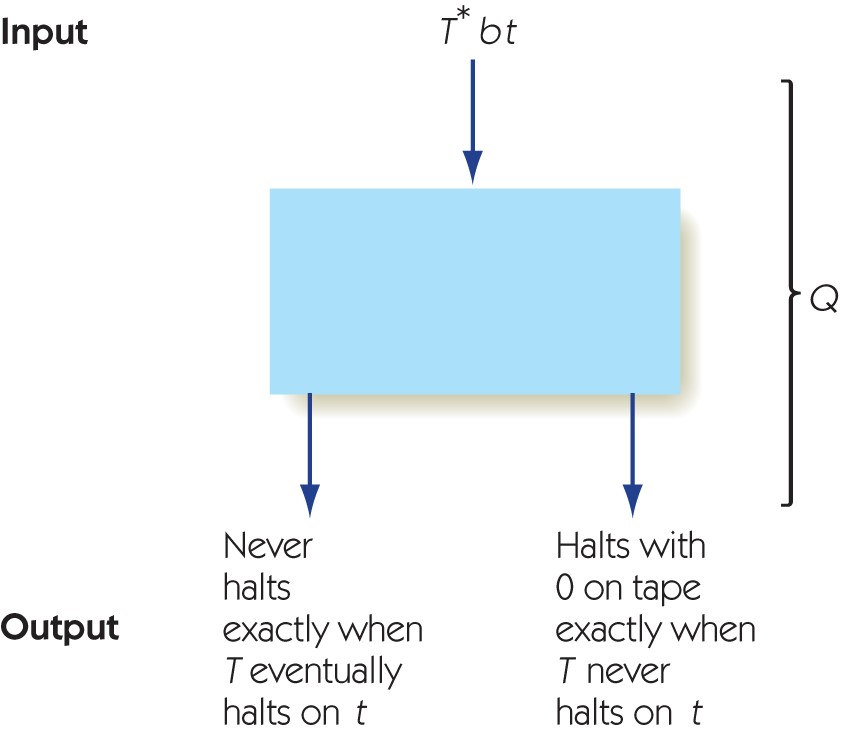 Input
T* bt
Q
Never
halts
exactly when
T eventually
halts on t
Halts with
0 on tape
exactly when
T never
halts on t
Output